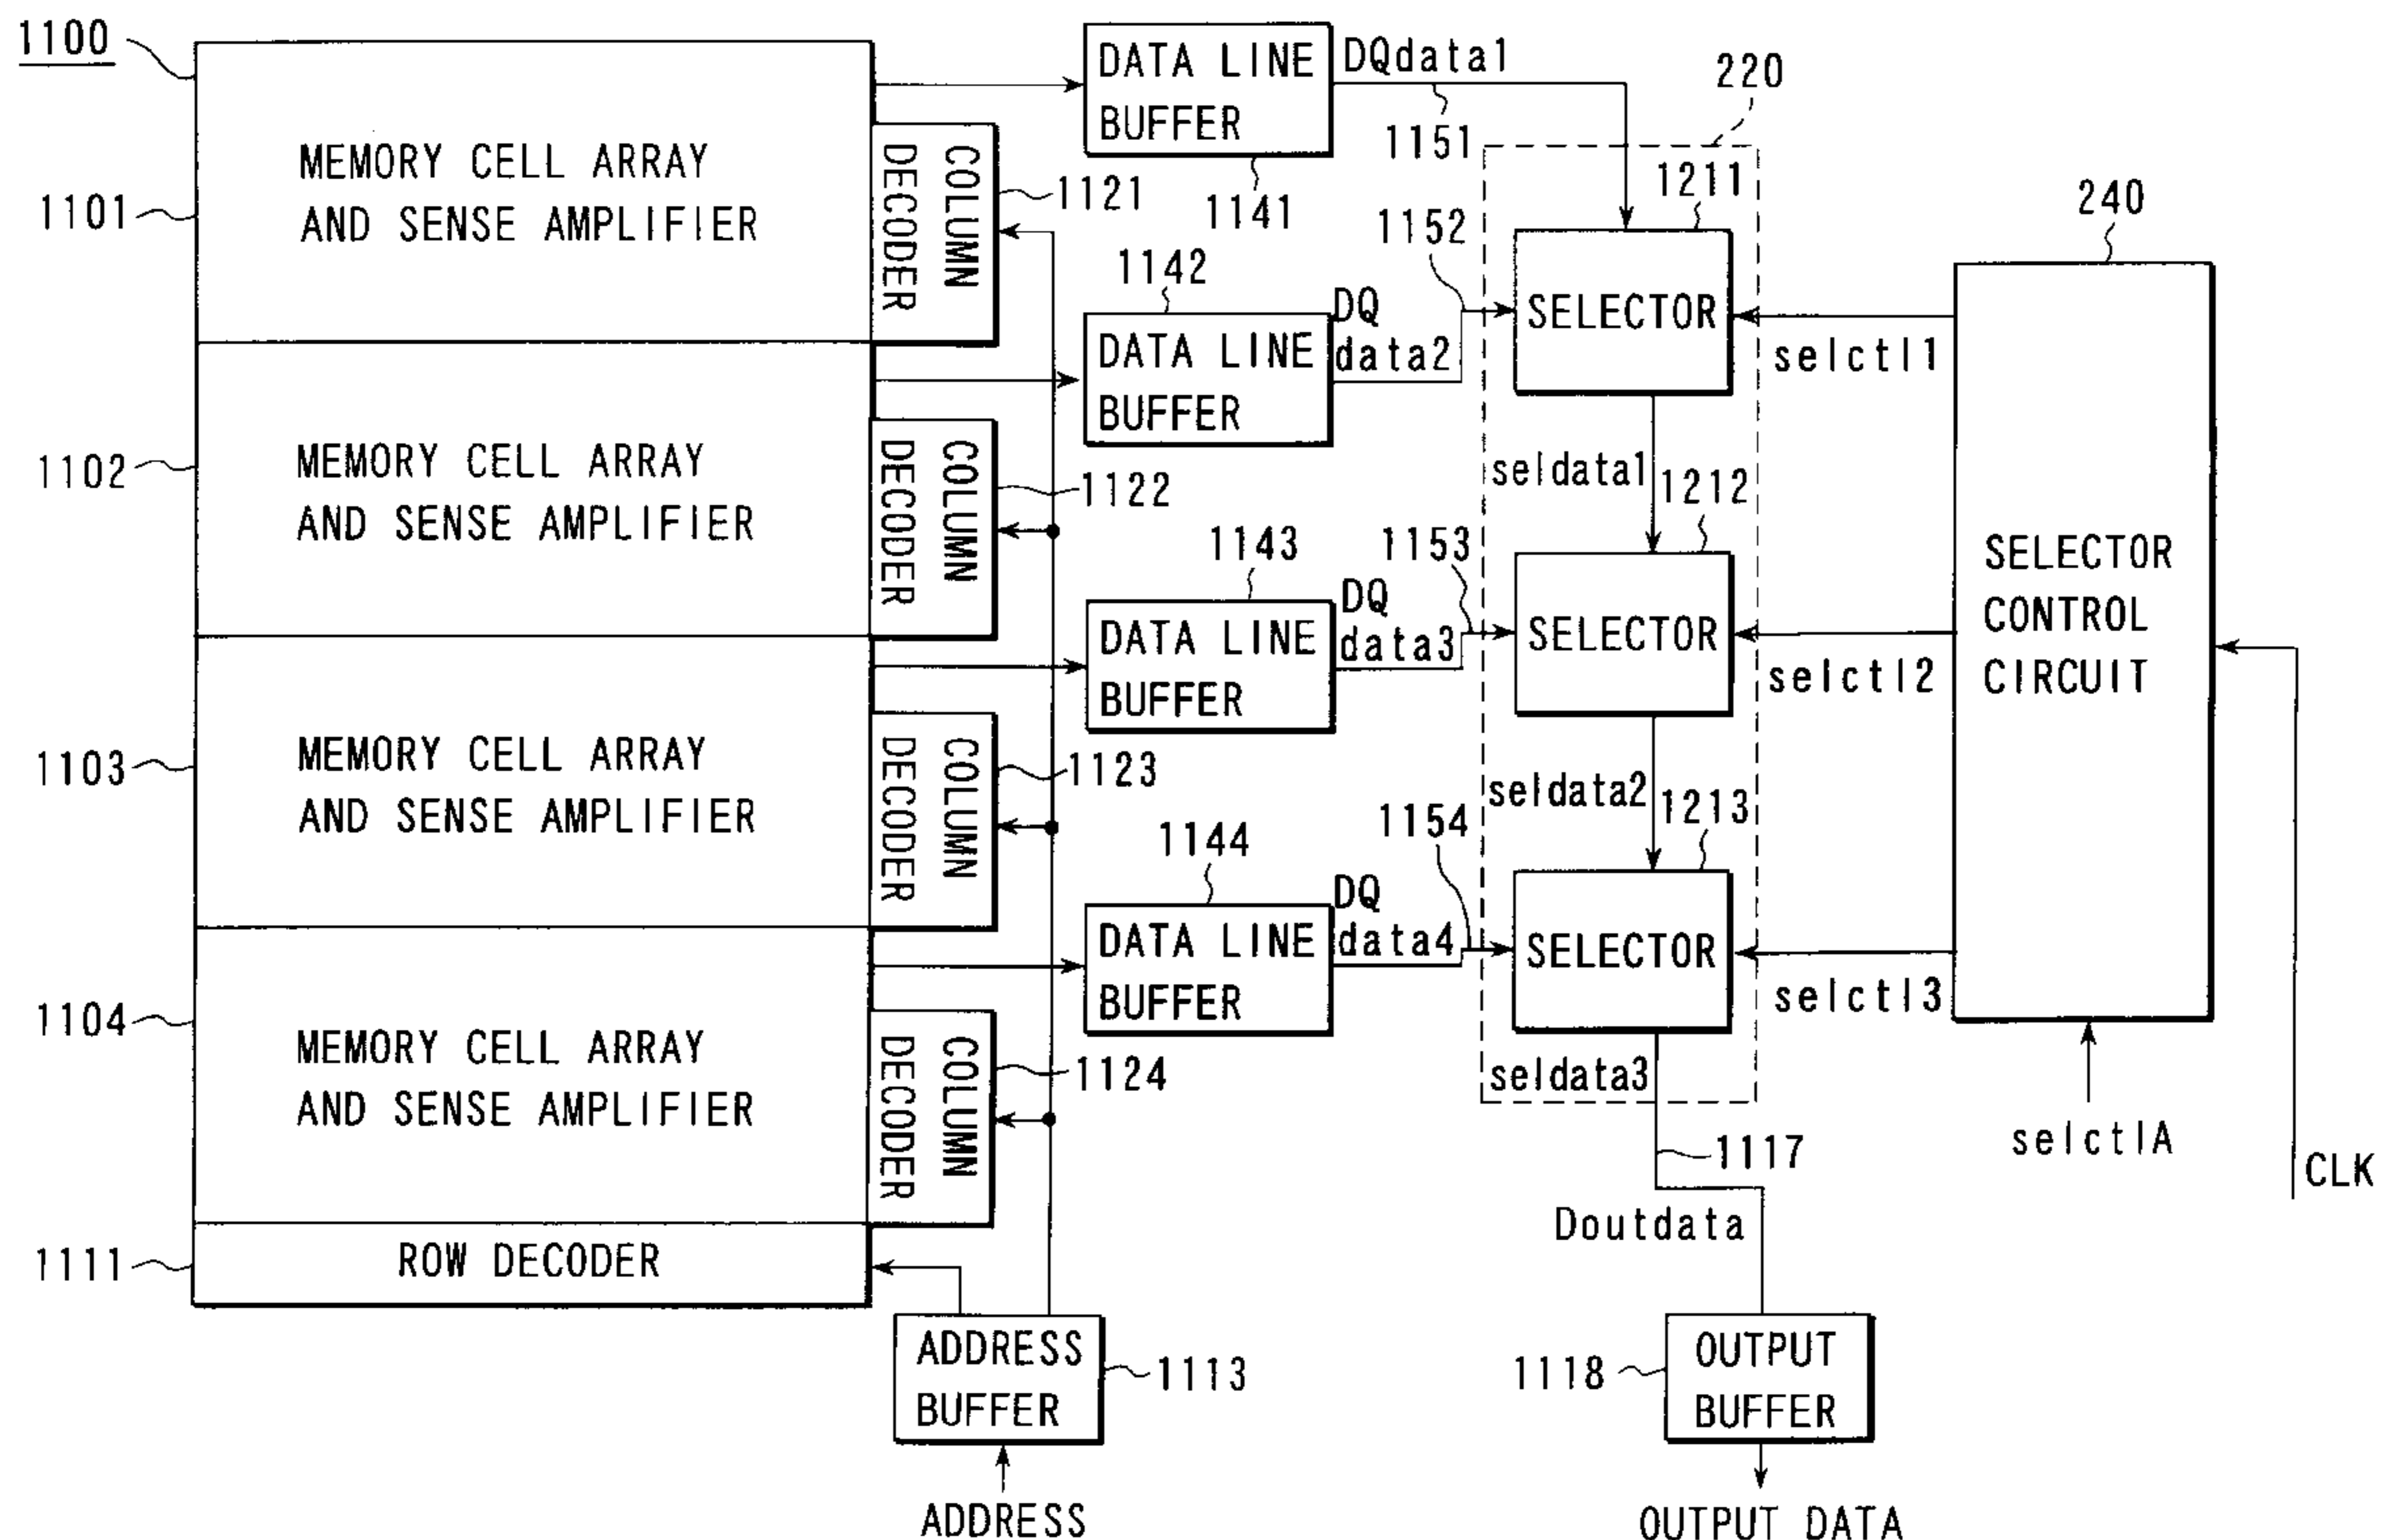 1100
DATA LINE
BUFFER
DQdata1
220
1151
1141
1211
MEMORY CELL ARRAY
AND SENSE AMPLIFIER
1101
COLUMN
DECODER
1121
1152
240
1142
DATA LINE
BUFFER
DQ
data2
SELECTOR
selctl1
1102
MEMORY CELL ARRAY
AND SENSE AMPLIFIER
COLUMN
DECODER
1122
seldata1
1212
1143
1153
DATA LINE
BUFFER
DQ
data3
SELECTOR
selctl2
SELECTOR
CONTROL
CIRCUIT
1103
MEMORY CELL ARRAY
AND SENSE AMPLIFIER
COLUMN
DECODER
1123
seldata2
1213
1144
1154
DATA LINE
BUFFER
DQ
data4
SELECTOR
selctl3
1104
MEMORY CELL ARRAY
AND SENSE AMPLIFIER
COLUMN
DECODER
1124
seldata3
selctlA
CLK
1117
Doutdata
1111
ROW DECODER
ADDRESS
BUFFER
1113
1118
OUTPUT
BUFFER
ADDRESS
OUTPUT DATA